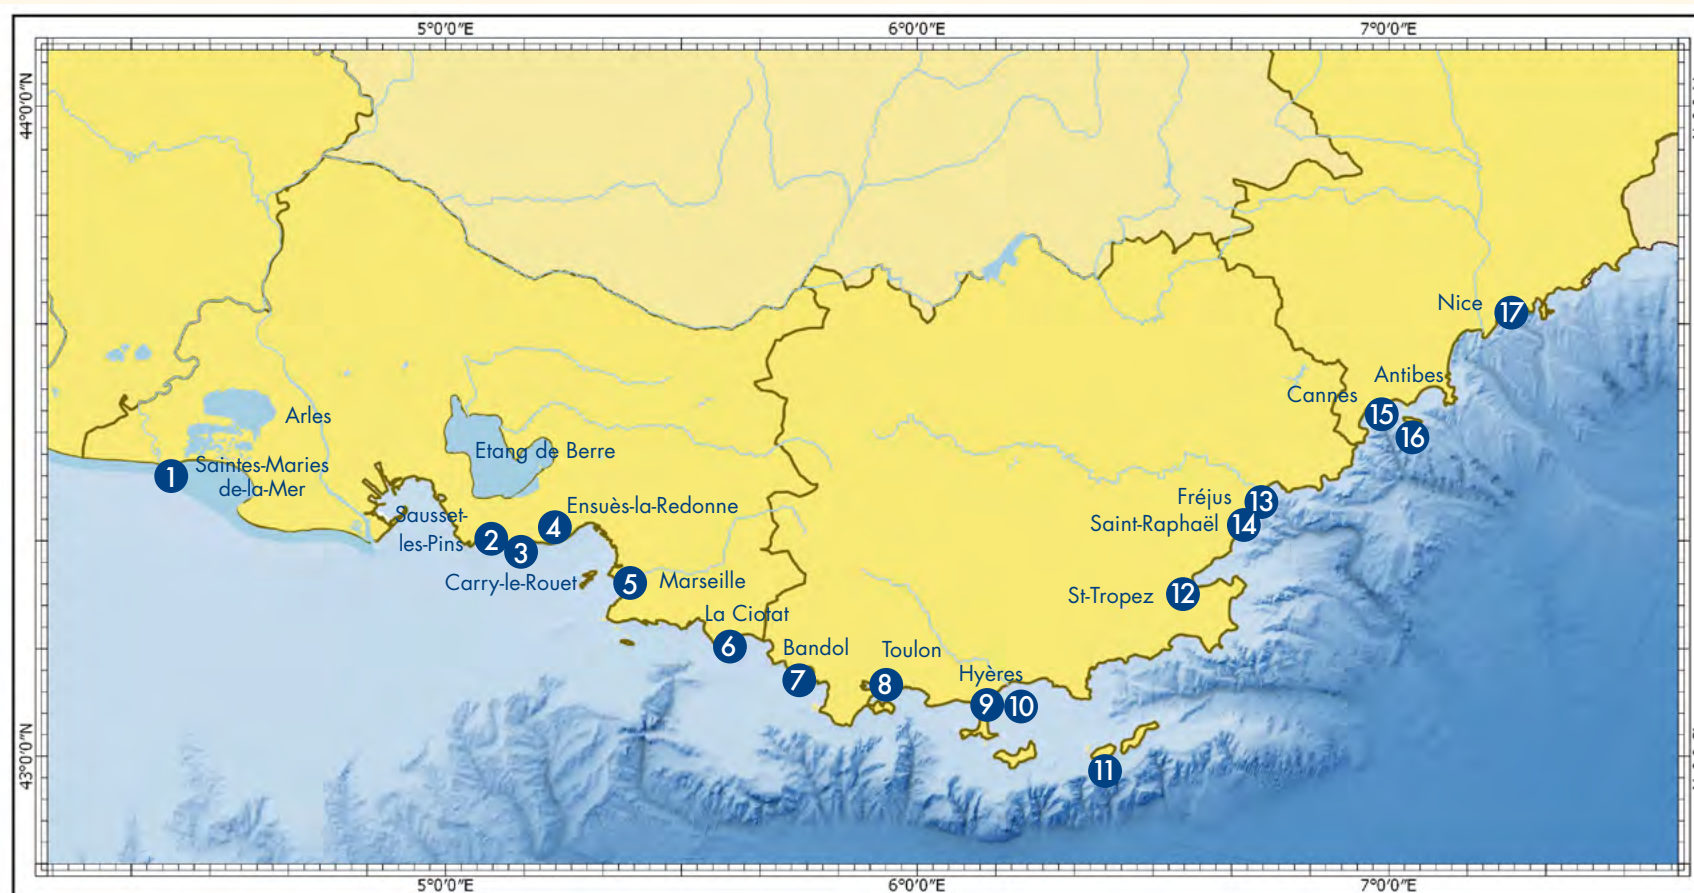 5°0'0"E
6°0'0"E
7°0'0"E
44°0'0"N
Nice
17
Antibes
Cannes
15
16
Arles
Etang de Berre
1
Saintes-Maries
de-la-Mer
Sausset-
les-Pins
2
3
4
Ensuès-la-Redonne
Carry-le-Rouet
5
Marseille
Fréjus
13
Saint-Raphaël
14
St-Tropez
12
La Ciotat
6
Bandol
7
Toulon
8
Hyères
9
10
11
43°0'0"N
5°0'0"E
6°0'0"E
7°0'0"E